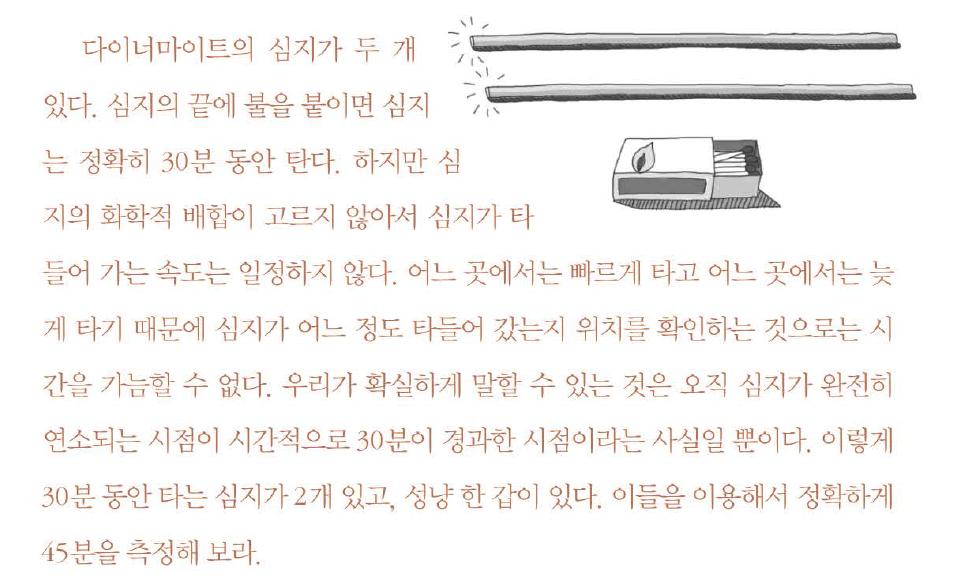 다이너마이트의 심지가 두 개
있다. 심지의 끝에 불을 붙이면 심지
는 정확히 30분 동안 탄다. 하지만 심
지의 화학적 배합이 고르지 않아서 심지가 타
들어 가는 속도는 일정하지 않다. 어느 곳에서는 빠르게 타고 어느 곳에서는 늦
게 타기 때문에 심지가 어느 정도 타들어 갔는지 위치를 확인하는 것으로는 시
간을 가늠할 수 없다. 우리가 확실하게 말할 수 있는 것은 오직 심지가 완전히
연소되는 시점이 시간적으로 30분이 경과한 시점이라는 사실일 뿐이다. 이렇게
30분 동안 타는 심지가 2개 있고, 성냥 한 갑이 있다. 이들을 이용해서 정확하게
45분을 측정해 보라.